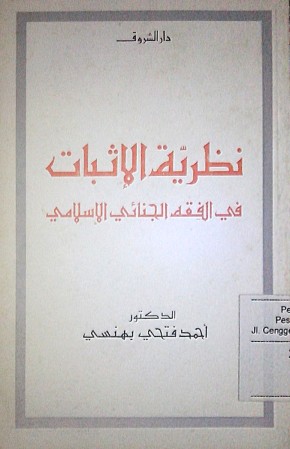 دار الشروق
نظرية الإثبات
في الفقه الجنائي الإسلامي
الدكتور
أحمد فتحي بهنسي
Pe
Pes
Jl. Cengge